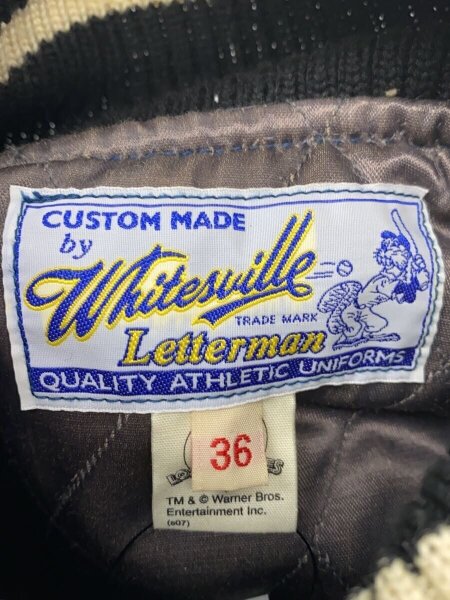 CUSTOM MADE
by
Whitesville
TRADE MARK
Letterman
QUALITY ATHLETIC UNIFORMS
36
TM & © Warner Bros.
Entertainment Inc.
(s07)